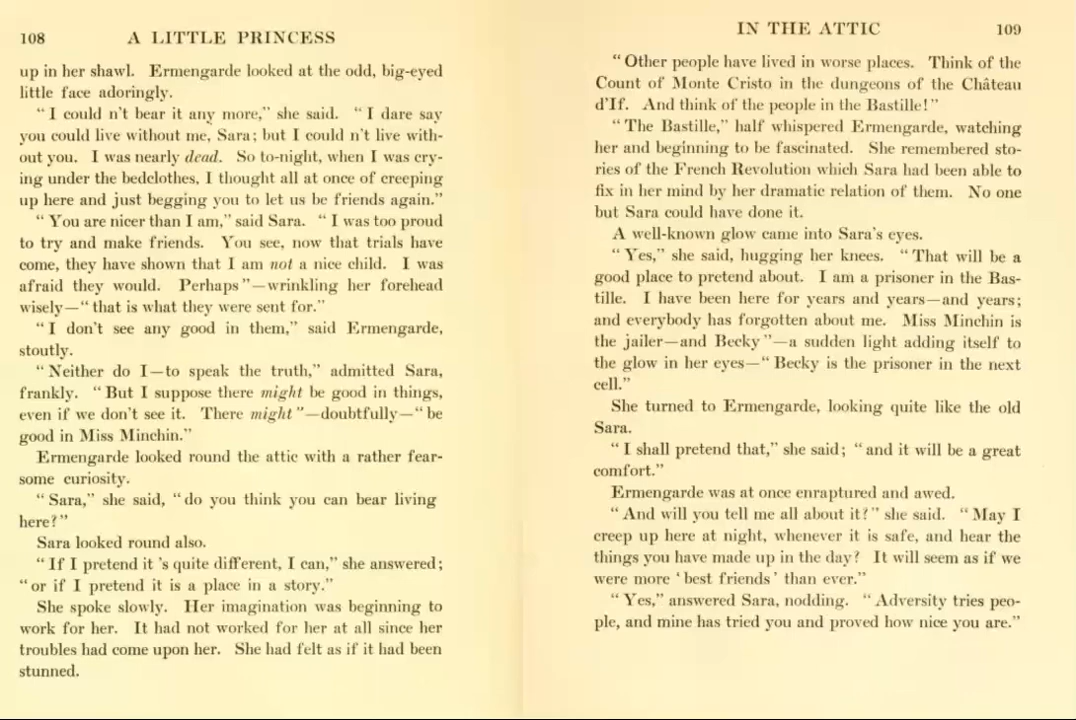 108 A LITTLE PRINCESS
up in her shawl. Ermengarde looked at the odd, big-eyed
little face adoringly.
“ I could n't bear it any more,” she said. “ I dare say
you could live without me, Sara; but I could n't live with-
out you. I was nearly dead. So to-night, when I was cry-
ing under the bedclothes, I thought all at once of creeping
up here and just begging you to let us be friends again.”
“ You are nicer than I am,” said Sara. “ I was too proud
to try and make friends. You see, now that trials have
come, they have shown that I am not a nice child. I was
afraid they would. Perhaps ”—wrinkling her forehead
wisely—“ that is what they were sent for.”
“ I don't see any good in them,” said Ermengarde,
stoutly.
“ Neither do I—to speak the truth,” admitted Sara,
frankly. “ But I suppose there might be good in things,
even if we don't see it. There might ”—doubtfully—“ be
good in Miss Minchin.”
Ermengarde looked round the attic with a rather fear-
some curiosity.
“ Sara,” she said, “ do you think you can bear living
here? ”
Sara looked round also.
“ If I pretend it 's quite different, I can,” she answered;
“ or if I pretend it is a place in a story.”
She spoke slowly. Her imagination was beginning to
work for her. It had not worked for her at all since her
troubles had come upon her. She had felt as if it had been
stunned.
IN THE ATTIC 109
“ Other people have lived in worse places. Think of the
Count of Monte Cristo in the dungeons of the Château
d'If. And think of the people in the Bastille! ”
“ The Bastille,” half whispered Ermengarde, watching
her and beginning to be fascinated. She remembered sto-
ries of the French Revolution which Sara had been able to
fix in her mind by her dramatic relation of them. No one
but Sara could have done it.
A well-known glow came into Sara's eyes.
“ Yes,” she said, hugging her knees. “ That will be a
good place to pretend about. I am a prisoner in the Bas-
tille. I have been here for years and years—and years;
and everybody has forgotten about me. Miss Minchin is
the jailer—and Becky ”—a sudden light adding itself to
the glow in her eyes—“ Becky is the prisoner in the next
cell.”
She turned to Ermengarde, looking quite like the old
Sara.
“ I shall pretend that,” she said; “ and it will be a great
comfort.”
Ermengarde was at once enraptured and awed.
“ And will you tell me all about it? ” she said. “ May I
creep up here at night, whenever it is safe, and hear the
things you have made up in the day? It will seem as if we
were more ‘ best friends ’ than ever.”
“ Yes,” answered Sara, nodding. “ Adversity tries peo-
ple, and mine has tried you and proved how nice you are.”